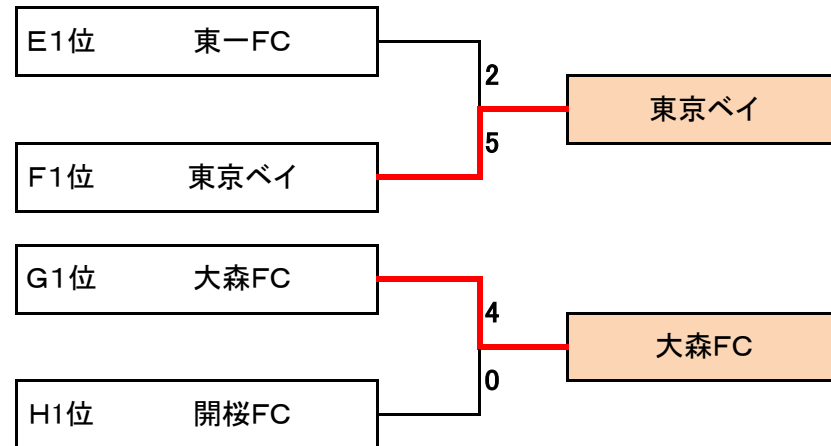 E1位 東一FC
2
東京ベイ
5
F1位 東京ベイ
G1位 大森FC
4
大森FC
0
H1位 開桜FC